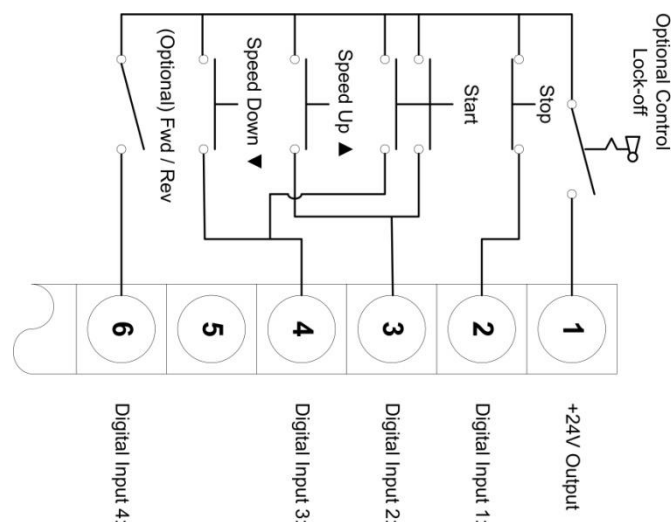 Optional Control
Lock-off
Stop
Start
Speed Up ▲
Speed Down ▼
(Optional) Fwd / Rev
1
2
3
4
5
6
+24V Output
Digital Input 1:
Digital Input 2:
Digital Input 3:
Digital Input 4: